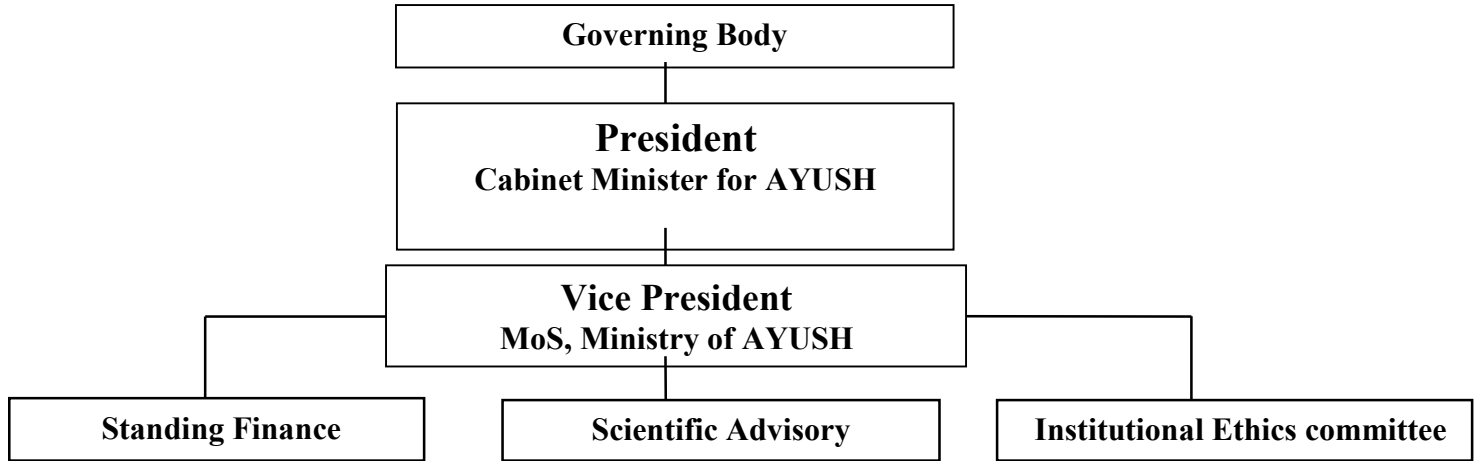 Governing Body
President
Cabinet Minister for AYUSH
Vice President
MoS, Ministry of AYUSH
Standing Finance
Scientific Advisory
Institutional Ethics committee